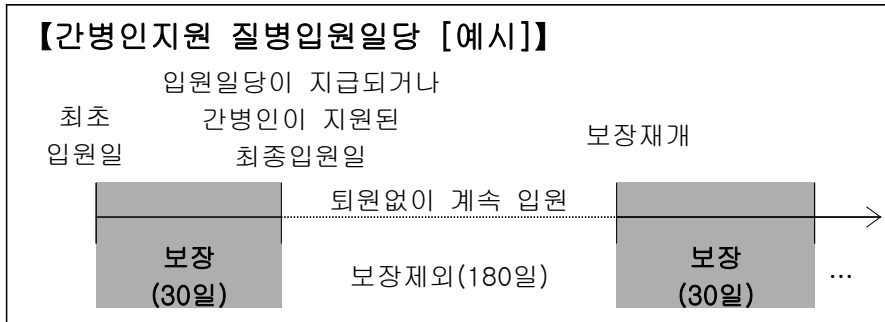 【간병인지원 질병입원일당 [예시]】
입원일당이 지급되거나
최초
간병인이 지원된
보장재개
입원일
최종입원일
퇴원없이 계속 입원
보장
(30일)
보장제외(180일)
보장
(30일)
…